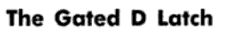 The Gated D Latch